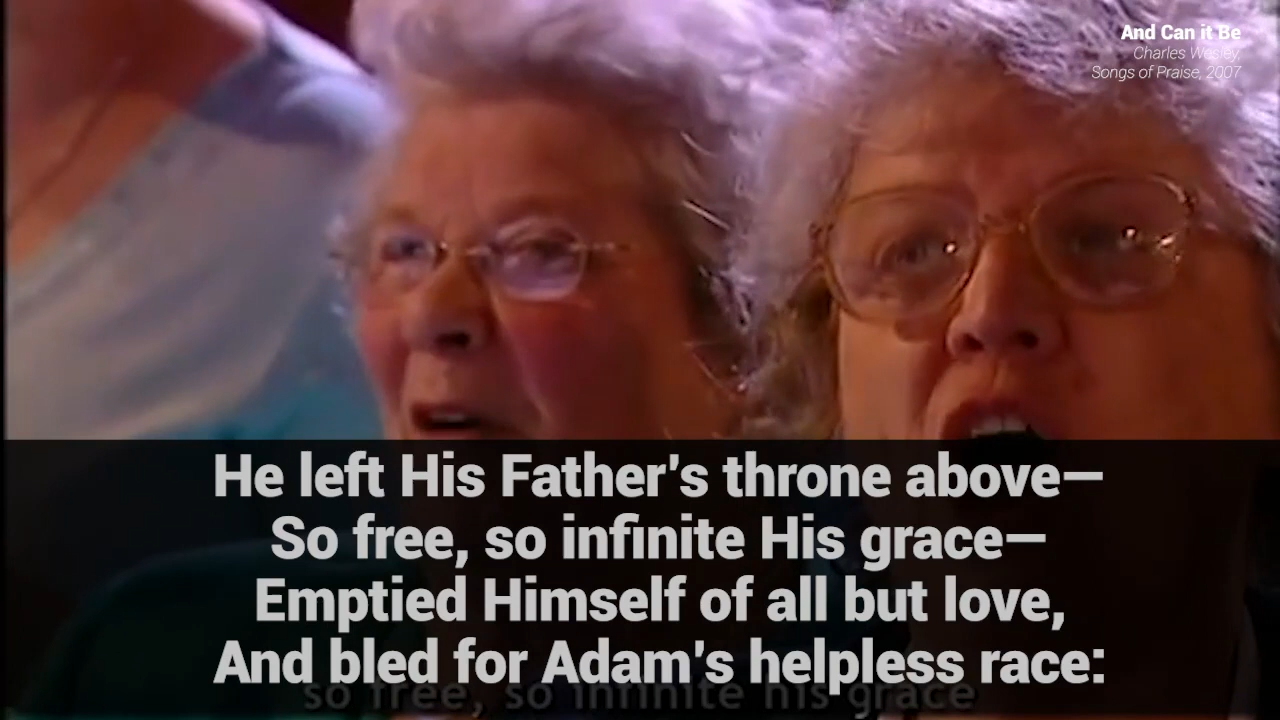 And Can it Be
Charles Wesley,
Songs of Praise, 2007
He left His Father's throne above—
So free, so infinite His grace—
Emptied Himself of all but love,
And bled for Adam's helpless race:
so free, so infinite his grace